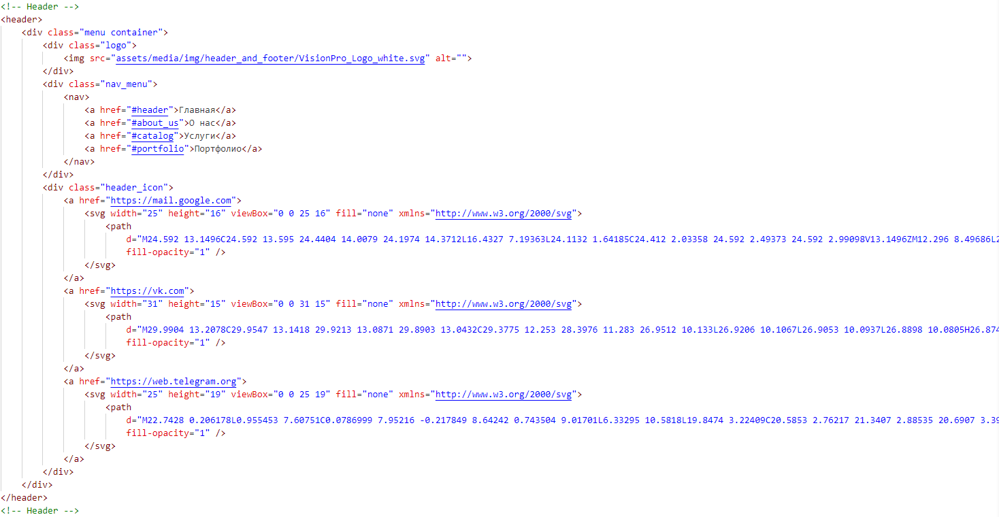 <!-- Header -->
<header>
    <div class="menu container">
        <div class="logo">
            <img src="assets/media/img/header_and_footer/VisionPro_Logo_white.svg" alt="">
        </div>
        <div class="nav_menu">
            <nav>
                <a href="#header">Главная</a>
                <a href="#about_us">О нас</a>
                <a href="#catalog">Услуги</a>
                <a href="#portfolio">Портфолио</a>
            </nav>
        </div>
        <div class="header_icon">
            <a href="https://mail.google.com">
                <svg width="25" height="16" viewBox="0 0 25 16" fill="none" xmlns="http://www.w3.org/2000/svg">
                    <path
                        d="M24.592 13.1496C24.592 13.595 24.4404 14.0079 24.1974 14.3712L16.4327 7.19363L24.1132 1.64185C24.412 2.03358 24.592 2.49373 24.592 2.99098V13.1496ZM12.296 8.49686L2
                        fill-opacity="1" />
                </svg>
            </a>
            <a href="https://vk.com">
                <svg width="31" height="15" viewBox="0 0 31 15" fill="none" xmlns="http://www.w3.org/2000/svg">
                    <path
                        d="M29.9904 13.2078C29.9547 13.1418 29.9213 13.0871 29.8903 13.0432C29.3775 12.253 28.3976 11.283 26.9512 10.133L26.9206 10.1067L26.9053 10.0937L26.8898 10.0805H26.874
                        fill-opacity="1" />
                </svg>
            </a>
            <a href="https://web.telegram.org">
                <svg width="25" height="19" viewBox="0 0 25 19" fill="none" xmlns="http://www.w3.org/2000/svg">
                    <path
                        d="M22.7428 0.206178L0.955453 7.60751C0.0786999 7.95216 -0.217849 8.64242 0.743504 9.01701L6.33295 10.5818L19.8474 3.22409C20.5853 2.76217 21.3407 2.88535 20.6907 3.39
                        fill-opacity="1" />
                </svg>
            </a>
        </div>
    </div>
</header>
<!-- Header -->